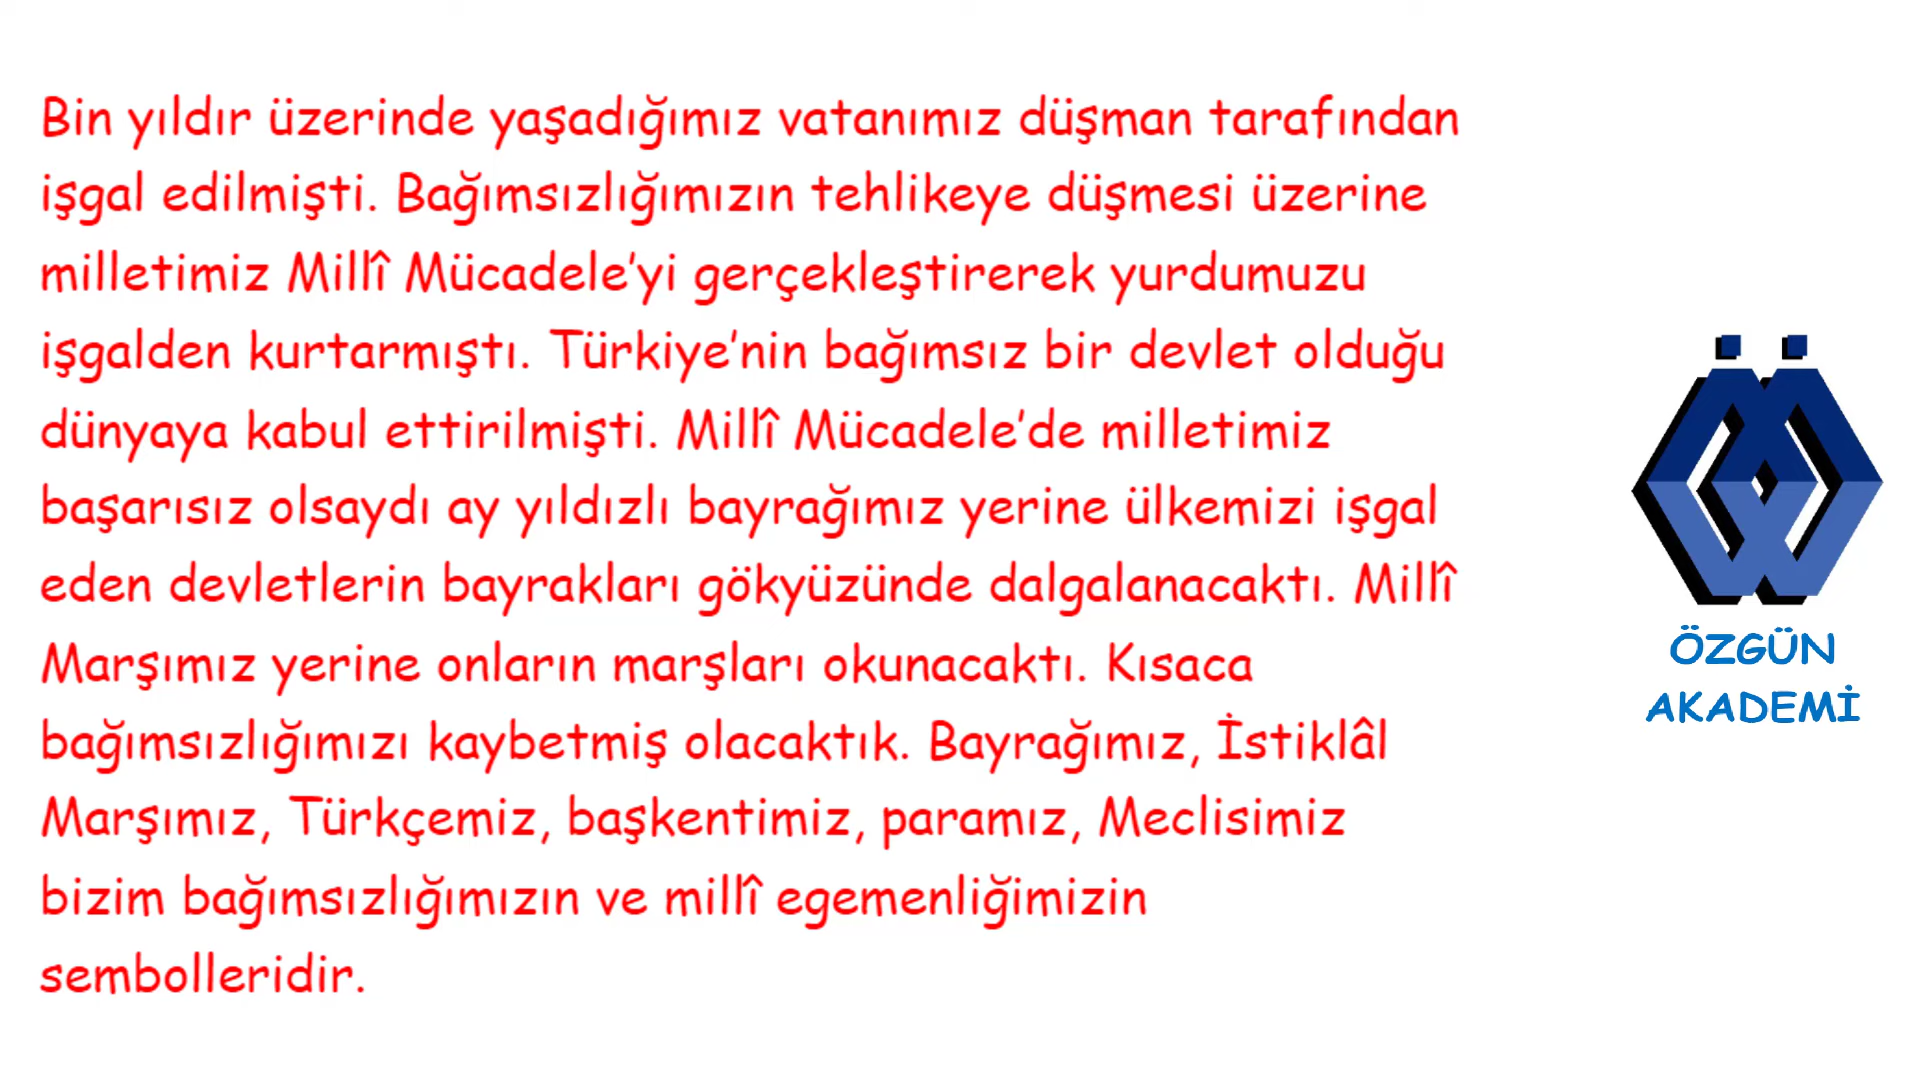 Bin yıldır üzerinde yaşadığımız vatanımız düşman tarafından
işgal edilmişti. Bağımsızlığımızın tehlikeye düşmesi üzerine
milletimiz Millî Mücadele’yi gerçekleştirerek yurdumuzu
işgalden kurtarmıştı. Türkiye’nin bağımsız bir devlet olduğu
dünyaya kabul ettirilmişti. Millî Mücadele’de milletimiz
başarısız olsaydı ay yıldızlı bayrağımız yerine ülkemizi işgal
eden devletlerin bayrakları gökyüzünde dalgalanacaktı. Millî
Marşımız yerine onların marşları okunacaktı. Kısaca
bağımsızlığımızı kaybetmiş olacaktık. Bayrağımız, İstiklâl
Marşımız, Türkçemiz, başkentimiz, paramız, Meclisimiz
bizim bağımsızlığımızın ve millî egemenliğimizin
sembolleridir.
ÖZGÜN
AKADEMİ